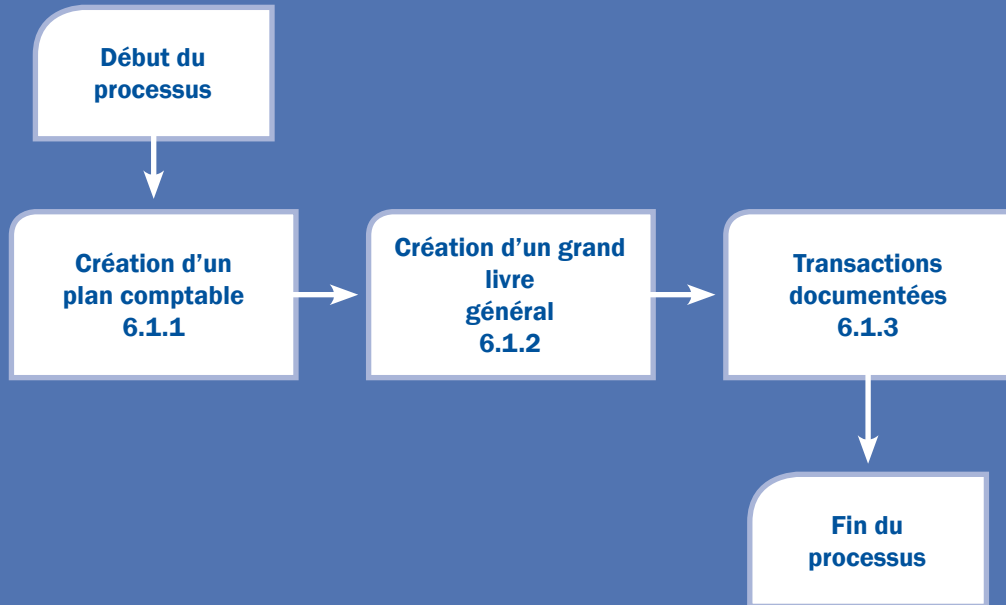 Début du
processus
Création d’un
plan comptable
6.1.1
Création d’un grand
livre
général
6.1.2
Transactions
documentées
6.1.3
Fin du
processus